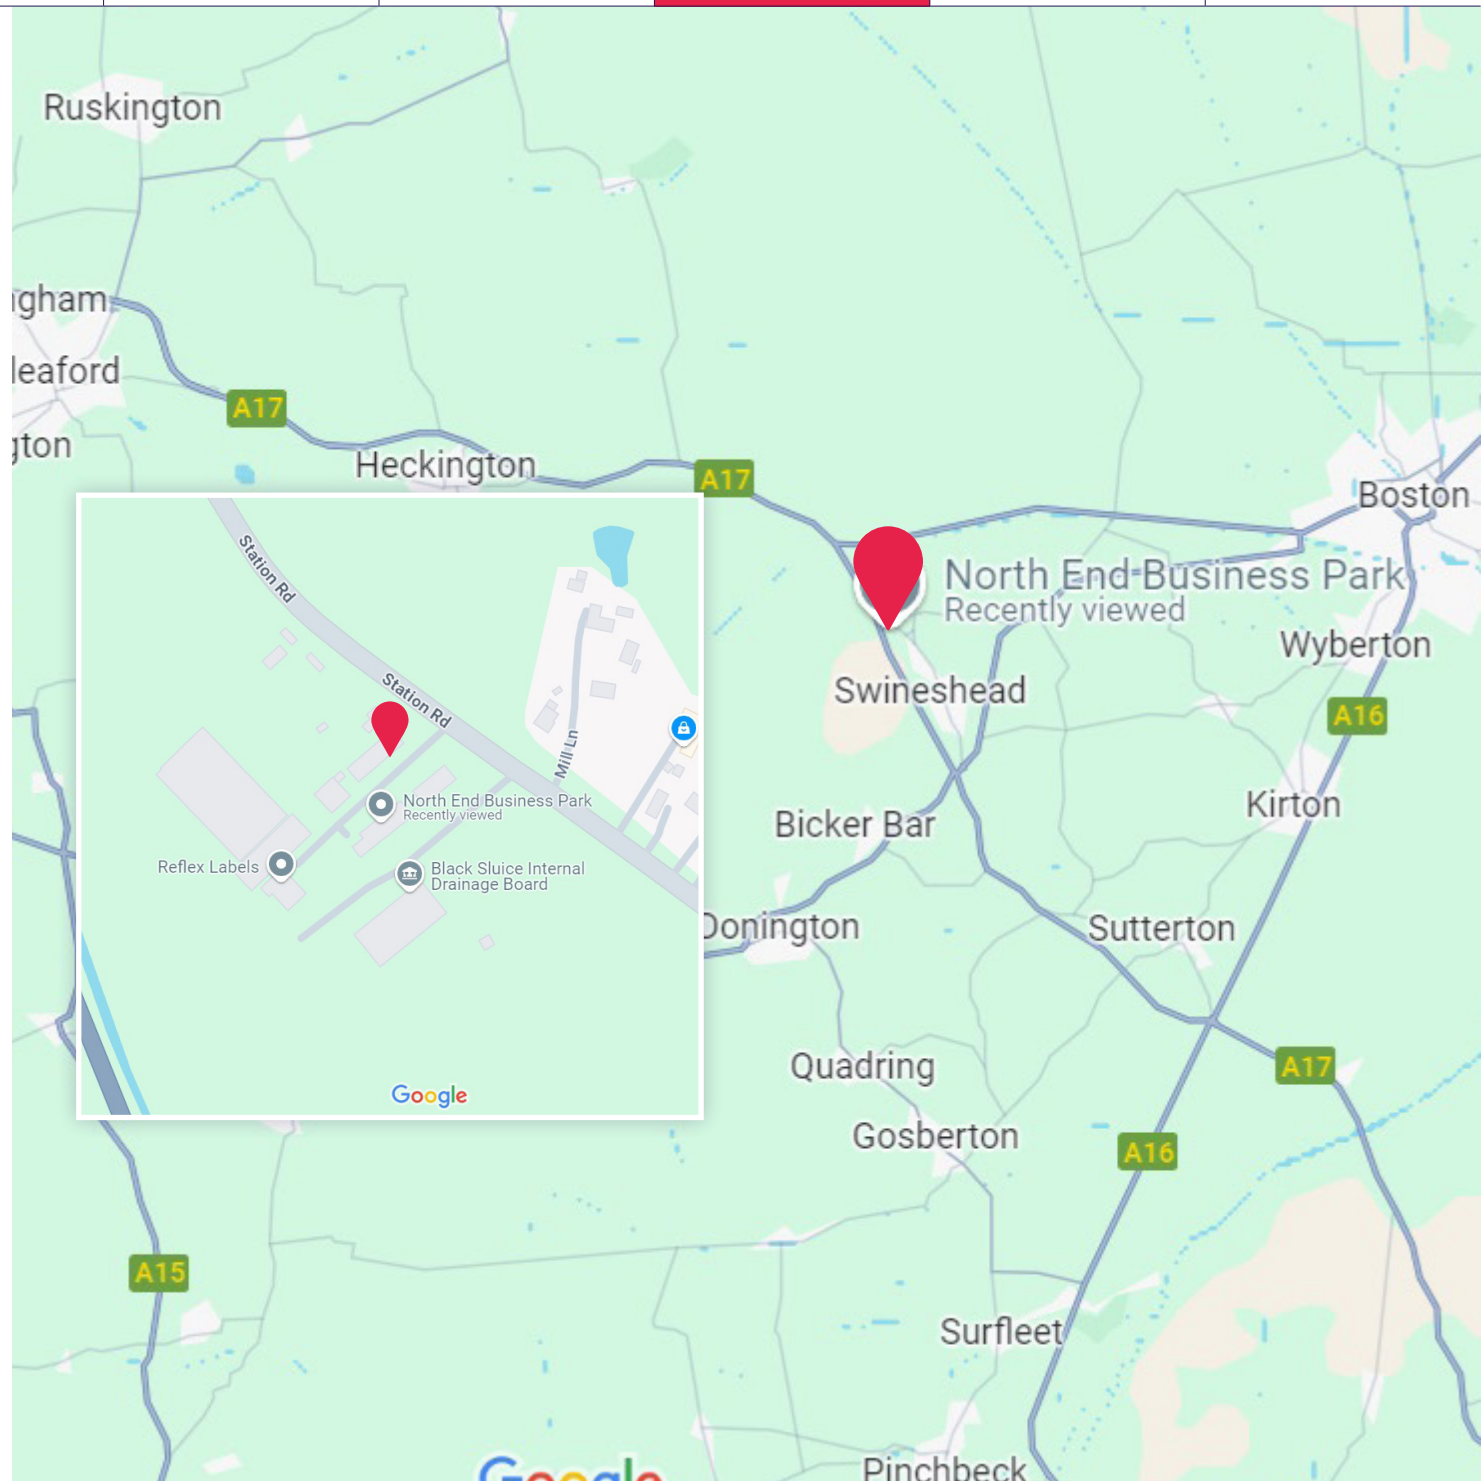 Ruskington
gham
leaford
A17
gton
Heckington
A17
Boston
North End Business Park
Recently viewed
Wyberton
Swineshead
A16
Kirton
Bicker Bar
Donington
Sutterton
Quadring
A17
Gosberton
A16
A15
Surfleet
Pinchbeck
Google
Station Rd
Station Rd
Mill Ln
North End Business Park
Recently viewed
Reflex Labels
Black Sluice Internal
Drainage Board
Google